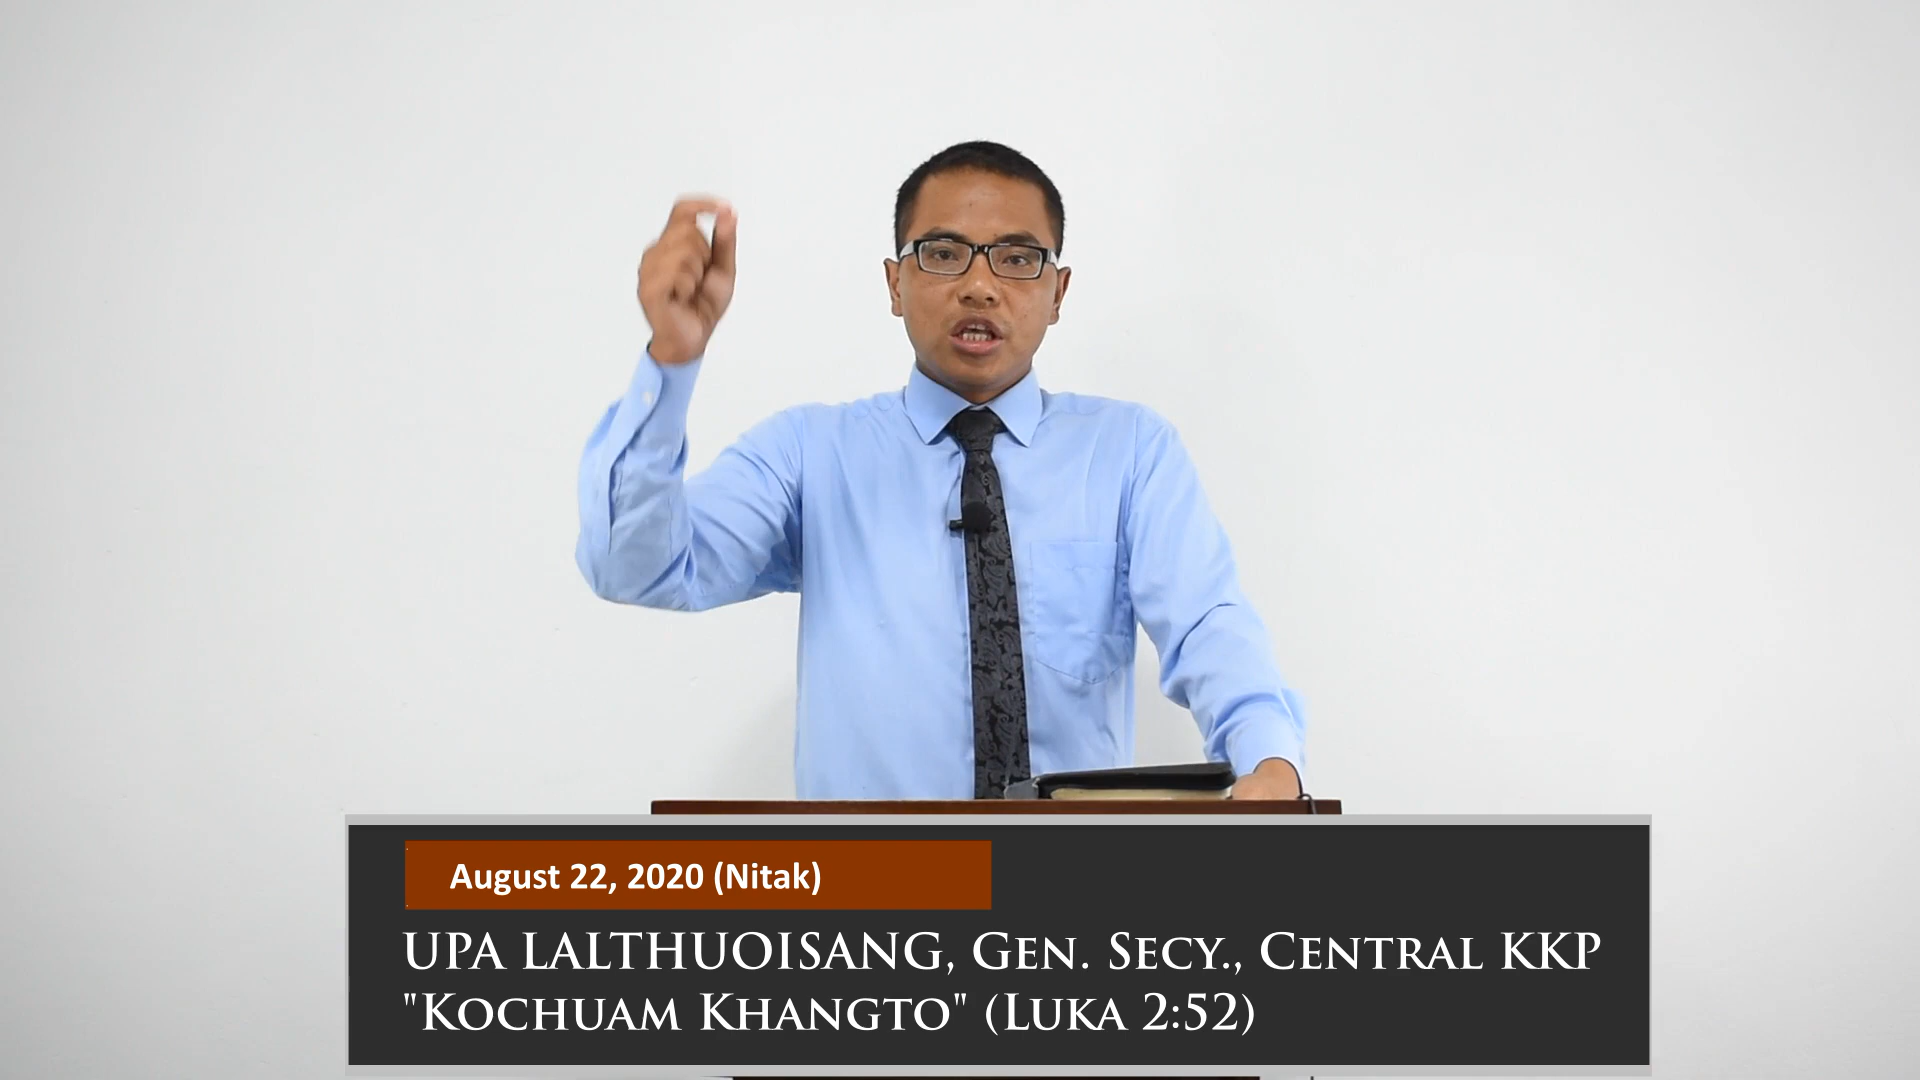 August 22, 2020 (Nitak)
UPA LALTHUOISANG, Gen. Secy., Central KKP
"Kochuam Khangto" (Luka 2:52)